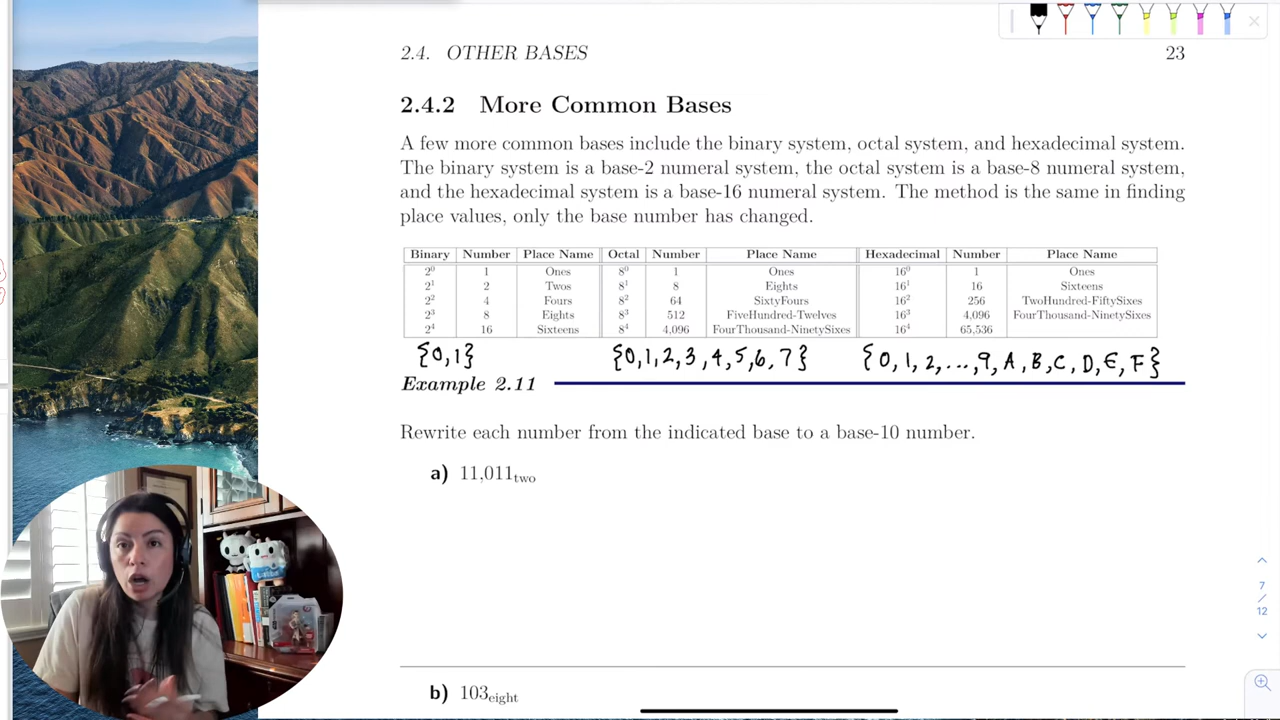 2.4. OTHER BASES 23
2.4.2 More Common Bases
A few more common bases include the binary system, octal system, and hexadecimal system.
The binary system is a base-2 numeral system, the octal system is a base-8 numeral system,
and the hexadecimal system is a base-16 numeral system. The method is the same in finding
place values, only the base number has changed.
Binary Number Place Name Octal Number Place Name Hexadecimal Number Place Name
2⁰ 1 Ones 8⁰ 1 Ones 16⁰ 1 Ones
2¹ 2 Twos 8¹ 8 Eights 16¹ 16 Sixteens
2² 4 Fours 8² 64 SixtyFours 16² 256 TwoHundred-FiftySixes
2³ 8 Eights 8³ 512 FiveHundred-Twelves 16³ 4,096 FourThousand-NinetySixes
2⁴ 16 Sixteens 8⁴ 4,096 FourThousand-NinetySixes 16⁴ 65,536
{0,1} {0,1,2,3,4,5,6,7} {0,1,2,...,9,A,B,C,D,E,F}
Example 2.11
Rewrite each number from the indicated base to a base-10 number.
a) 11,011two
7
/
12
b) 103eight